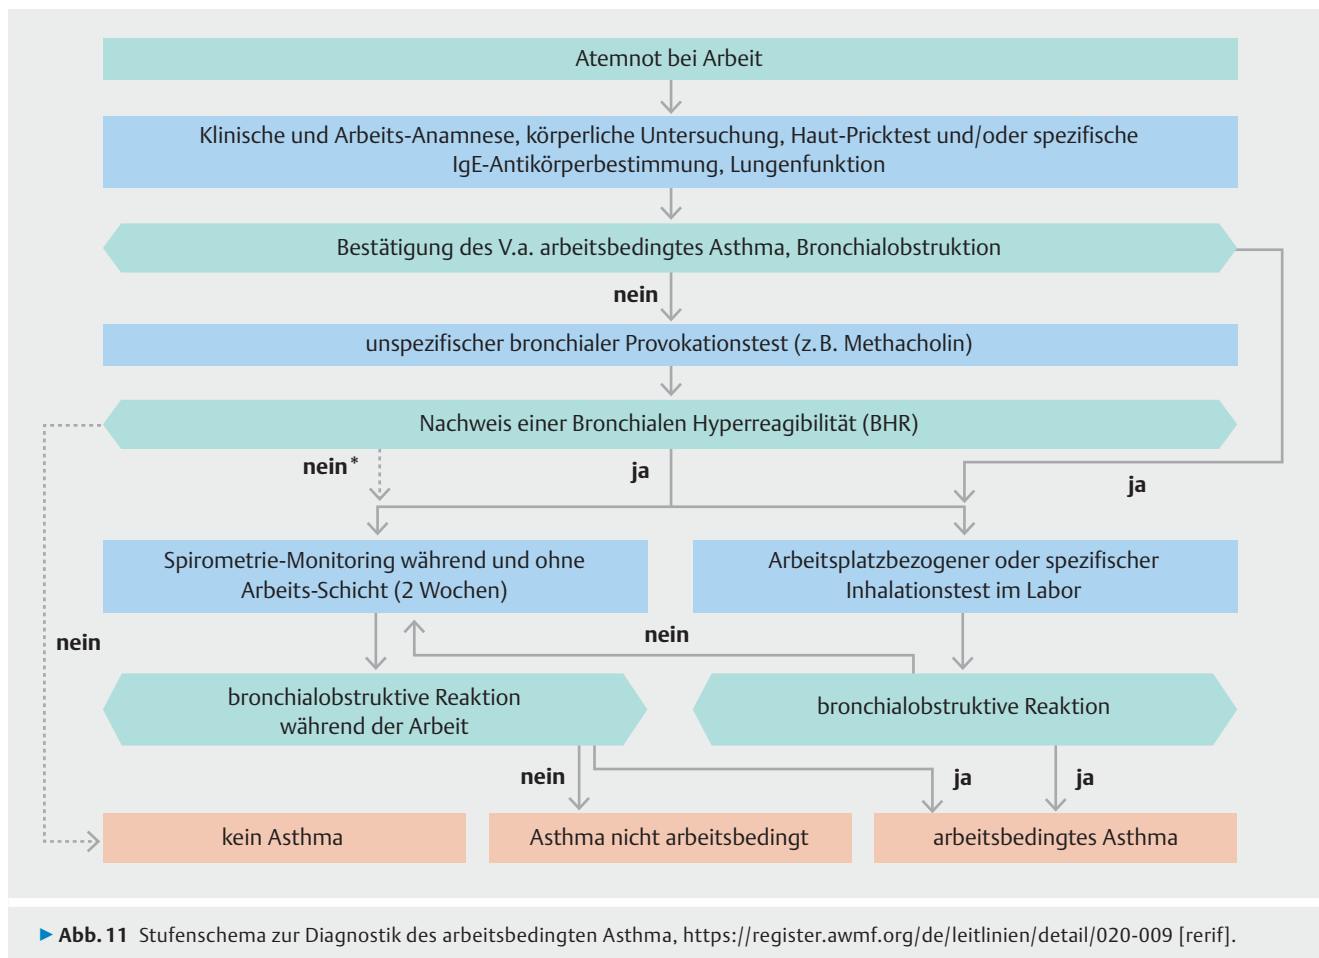 Atemnot bei Arbeit
Klinische und Arbeits-Anamnese, körperliche Untersuchung, Haut-Pricktest und/oder spezifische
IgE-Antikörperbestimmung, Lungenfunktion
Bestätigung des V.a. arbeitsbedingtes Asthma, Bronchialobstruktion
nein
unspezifischer bronchialer Provokationstest (z.B. Methacholin)
Nachweis einer Bronchialen Hyperreagibilität (BHR)
nein*
ja
ja
Spirometrie-Monitoring während und ohne
Arbeits-Schicht (2 Wochen)
Arbeitsplatzbezogener oder spezifischer
Inhalationstest im Labor
nein
nein
bronchialobstruktive Reaktion
während der Arbeit
bronchialobstruktive Reaktion
nein
ja
ja
kein Asthma
Asthma nicht arbeitsbedingt
arbeitsbedingtes Asthma
▶ Abb. 11 Stufenschema zur Diagnostik des arbeitsbedingten Asthma, https://register.awmf.org/de/leitlinien/detail/020-009 [rerif].